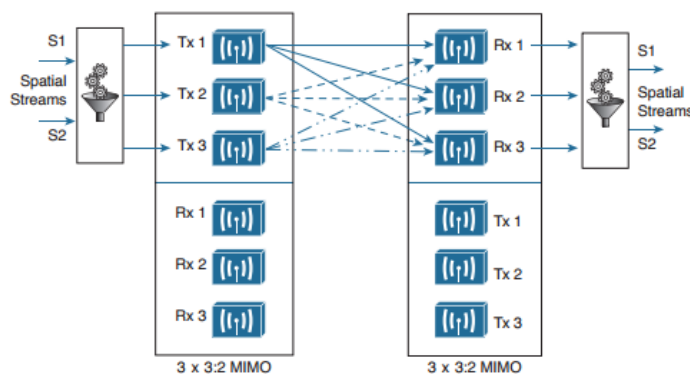 S1
Spatial
Streams
S2
Tx 1
Tx 2
Tx 3
Rx 1
Rx 2
Rx 3
3 x 3:2 MIMO
Rx 1
Rx 2
Rx 3
Tx 1
Tx 2
Tx 3
3 x 3:2 MIMO
S1
Spatial
Streams
S2